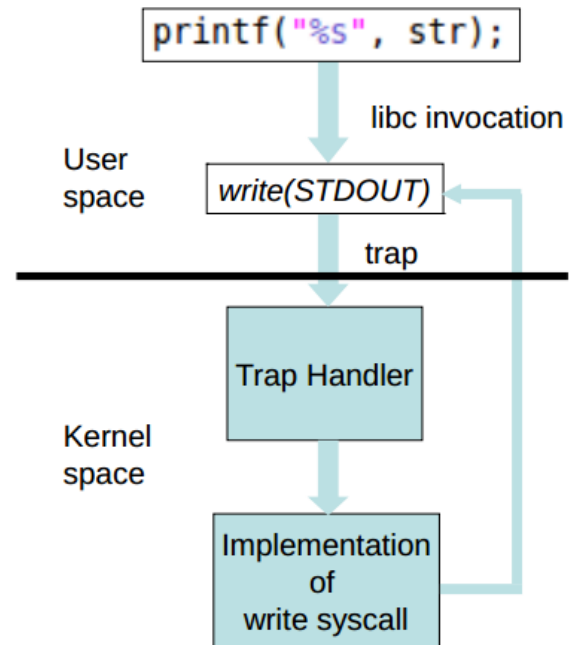 printf("%s", str);
libc invocation
User
space
write(STDOUT)
trap
Trap Handler
Kernel
space
Implementation
of
write syscall